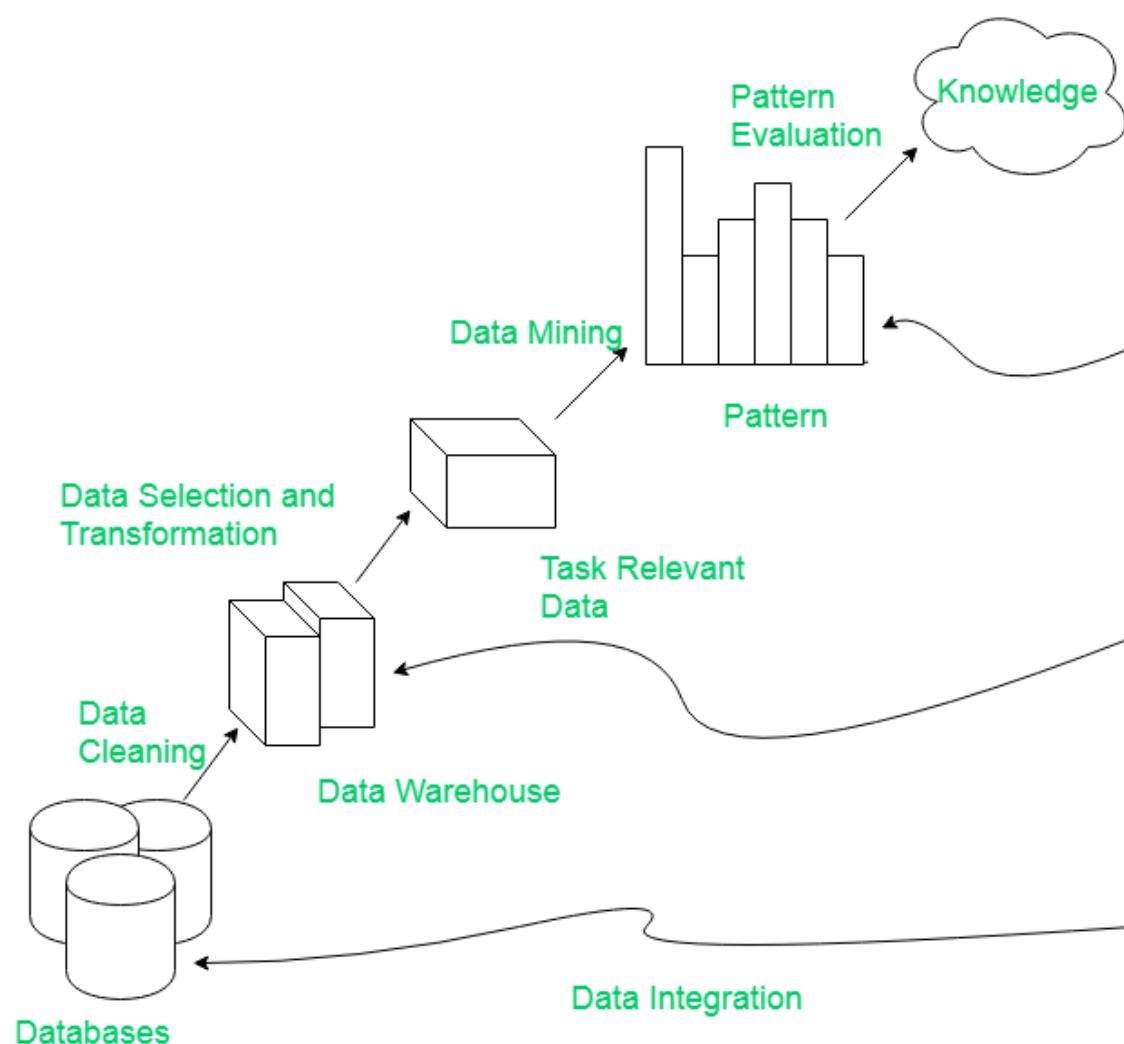 Knowledge
Pattern
Evaluation
Data Mining
Pattern
Data Selection and
Transformation
Task Relevant
Data
Data
Cleaning
Data Warehouse
Data Integration
Databases